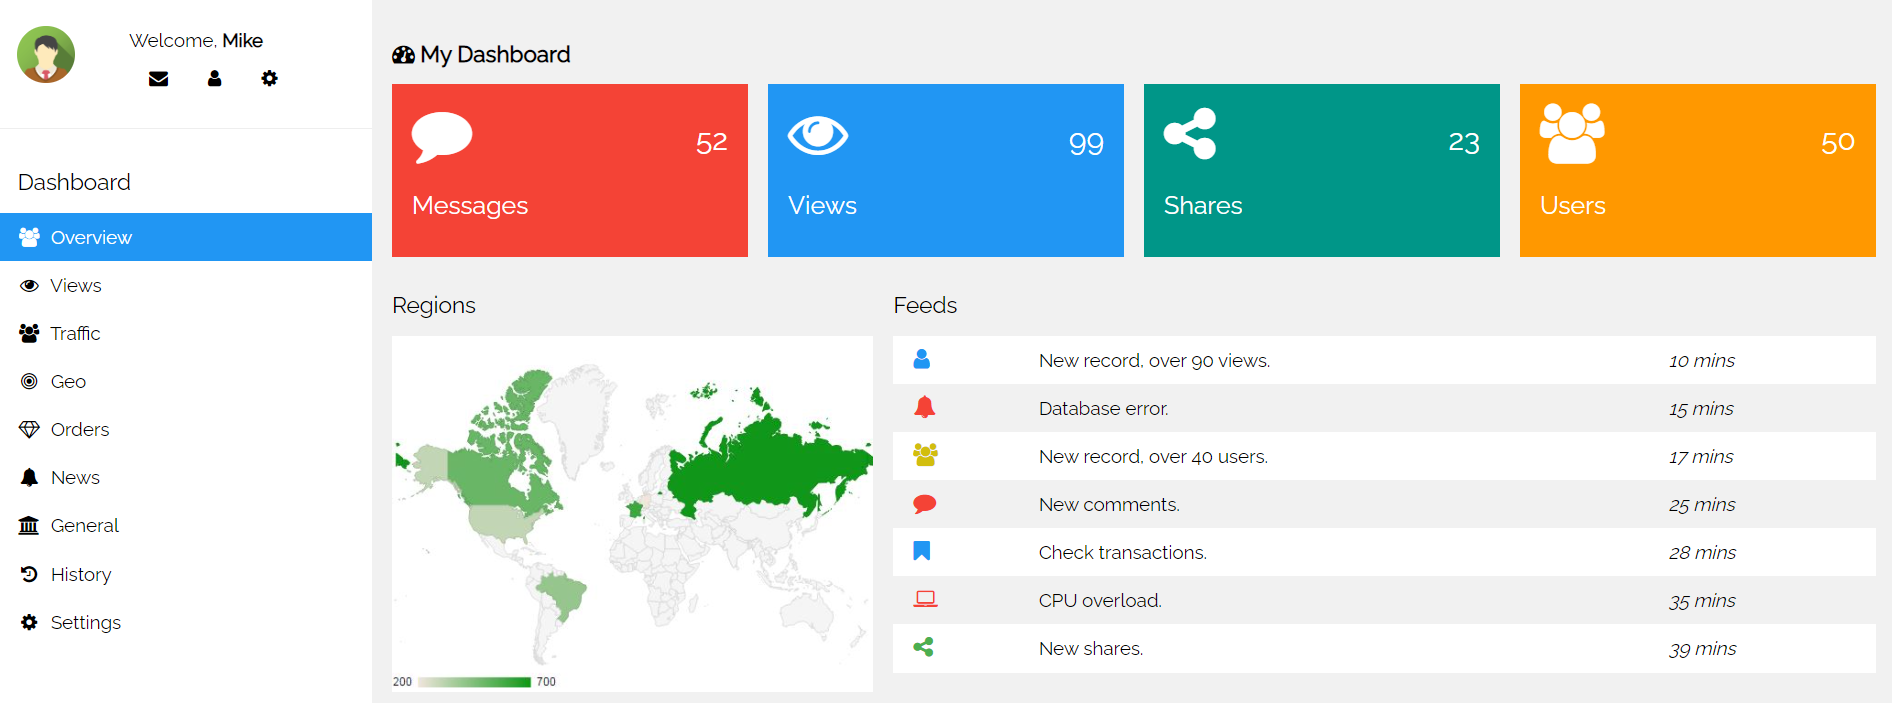 Welcome, Mike
Dashboard
Overview
Views
Traffic
Geo
Orders
News
General
History
Settings
My Dashboard
52
Messages
99
Views
23
Shares
50
Users
Regions
200 700
Feeds
New record, over 90 views. 10 mins
Database error. 15 mins
New record, over 40 users. 17 mins
New comments. 25 mins
Check transactions. 28 mins
CPU overload. 35 mins
New shares. 39 mins